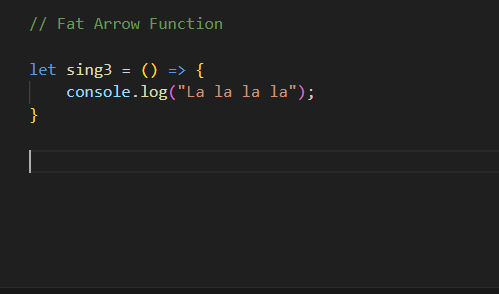 // Fat Arrow Function
let sing3 = () => {
    console.log("La la la la");
}